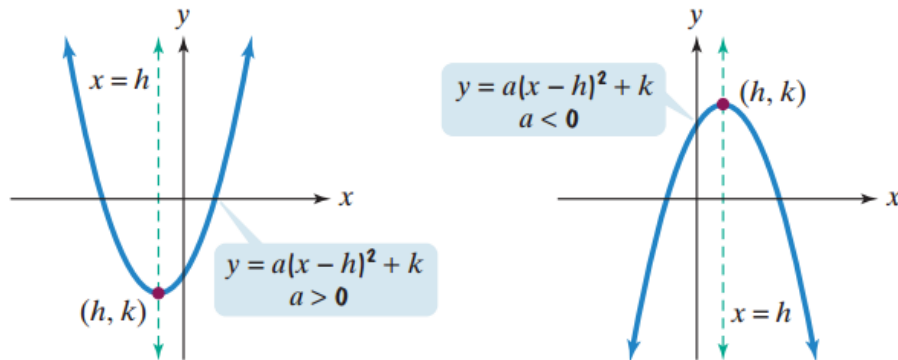 y
x = h
x
y = a(x – h)² + k
a > 0
(h, k)
y
y = a(x – h)² + k
a < 0
(h, k)
x
x = h